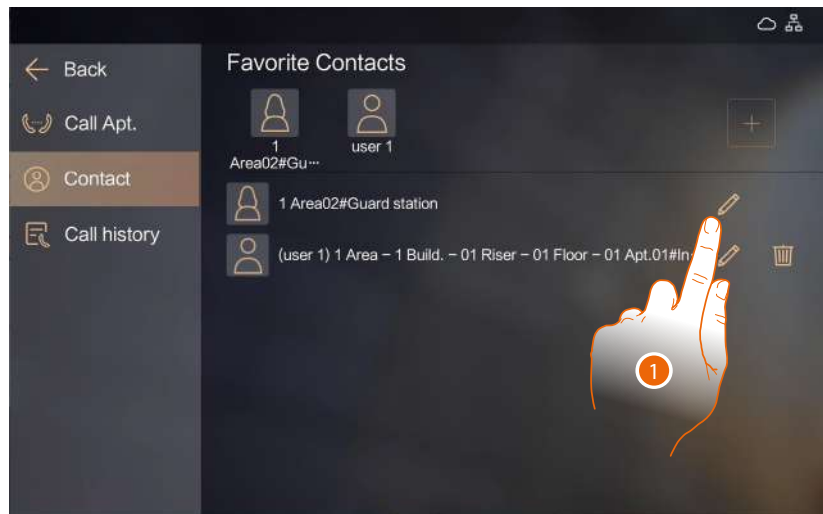 Back
Call Apt.
Contact
Call history
Favorite Contacts
1
Area02#Gu···
user 1
+
1 Area02#Guard station
(user 1) 1 Area – 1 Build. – 01 Riser – 01 Floor – 01 Apt.01#In
1